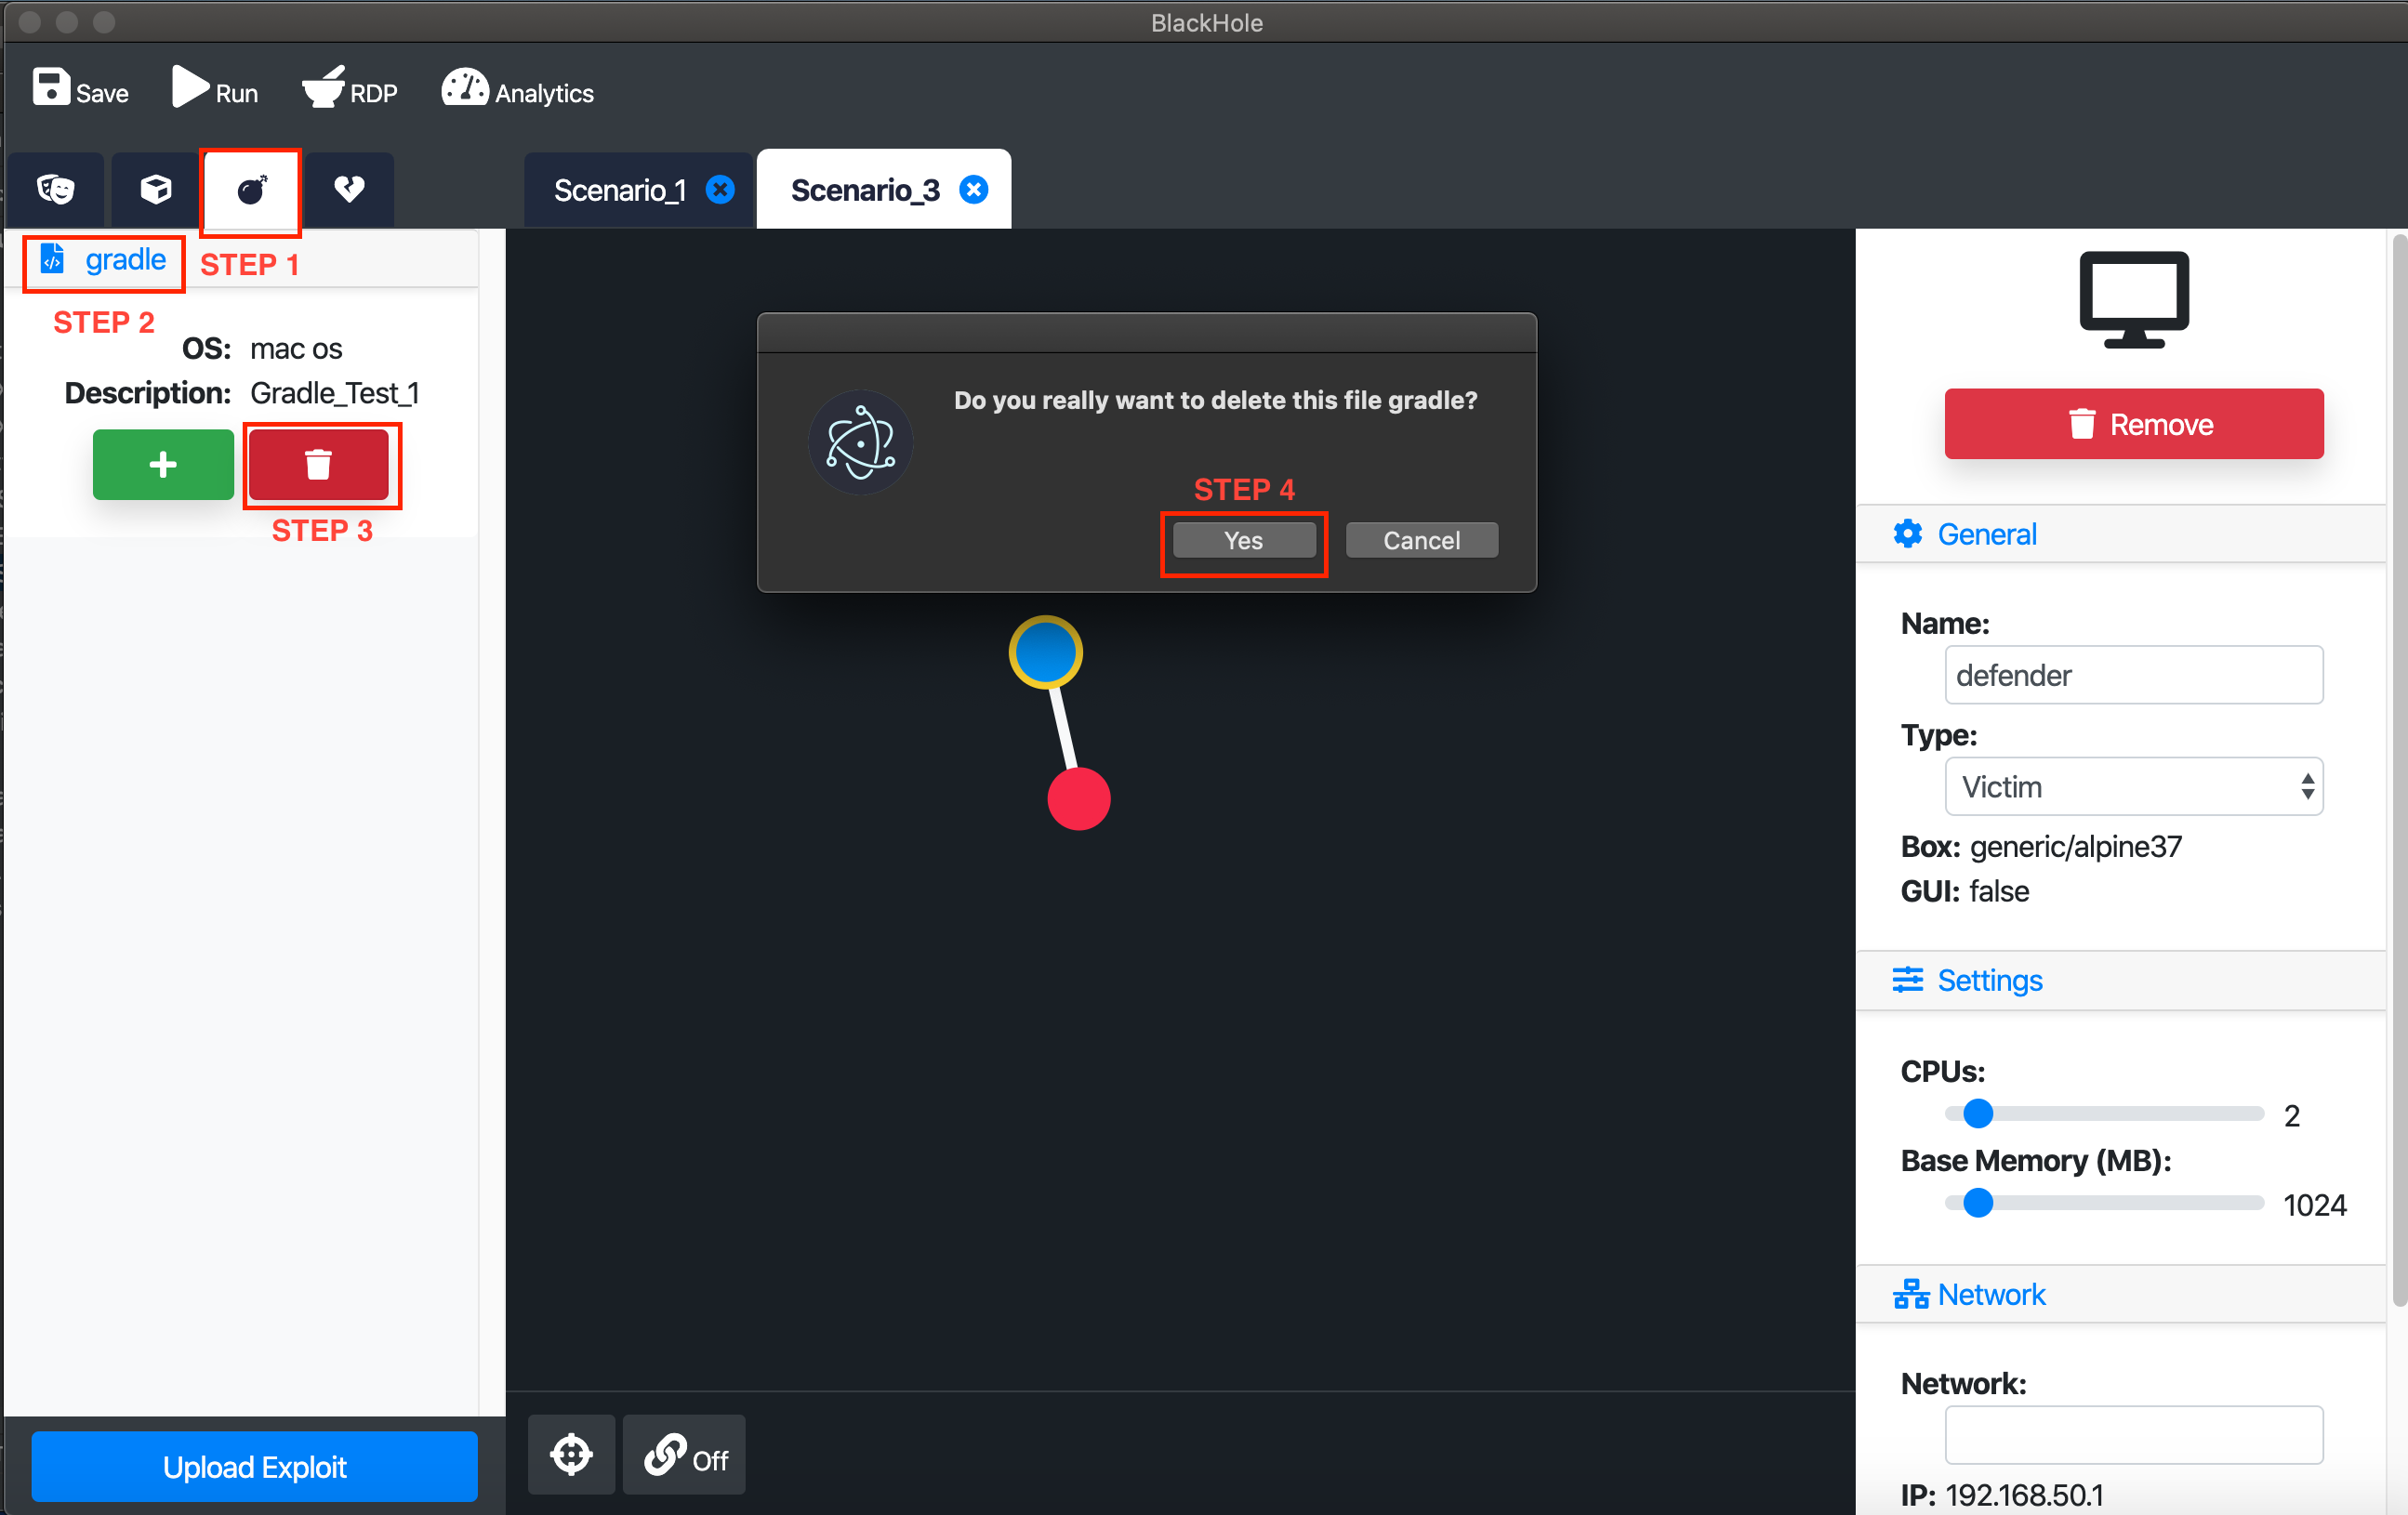 BlackHole
Save Run RDP Analytics
Scenario_1 Scenario_3
gradle
STEP 1
STEP 2
OS: mac os
Description: Gradle_Test_1
STEP 3
Upload Exploit
Do you really want to delete this file gradle?
STEP 4
Yes Cancel
Off
Remove
General
Name:
defender
Type:
Victim
Box: generic/alpine37
GUI: false
Settings
CPUs:
2
Base Memory (MB):
1024
Network
Network:
IP: 192.168.50.1